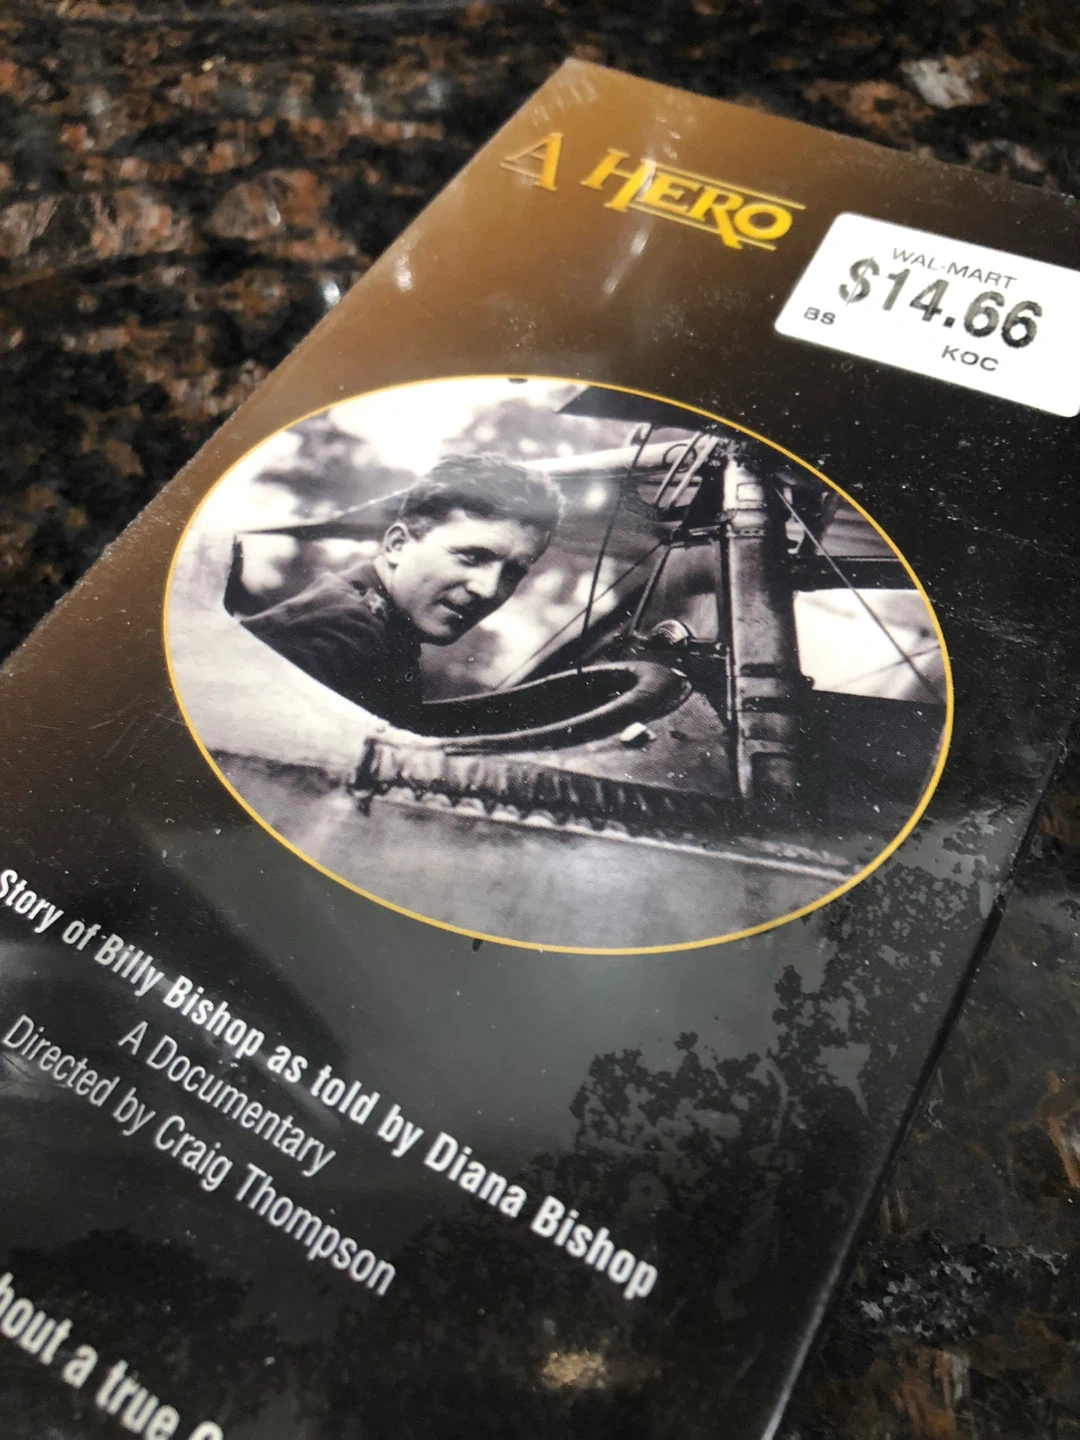 A HERO
WAL-MART
$14.66
BS
KOC
Story of Billy Bishop as told by Diana Bishop
A Documentary
Directed by Craig Thompson
a true